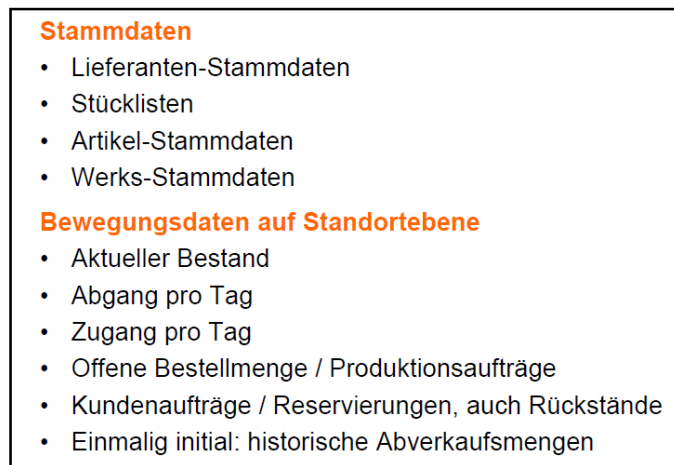 Stammdaten
• Lieferanten-Stammdaten
• Stücklisten
• Artikel-Stammdaten
• Werks-Stammdaten
Bewegungsdaten auf Standortebene
• Aktueller Bestand
• Abgang pro Tag
• Zugang pro Tag
• Offene Bestellmenge / Produktionsaufträge
• Kundenaufträge / Reservierungen, auch Rückstände
• Einmalig initial: historische Abverkaufsmengen